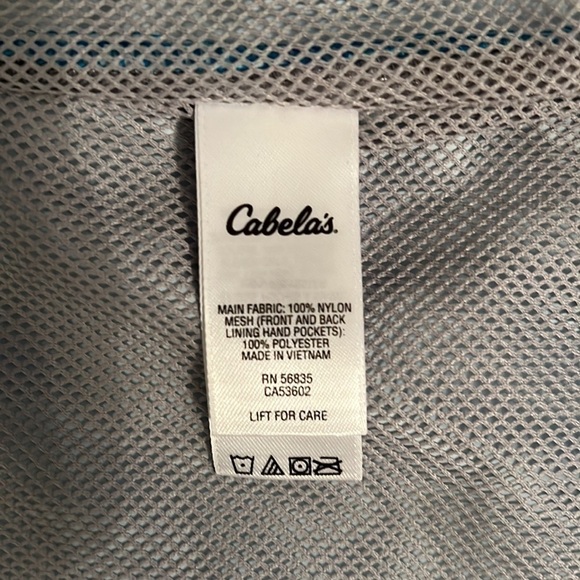 Cabela's.
MAIN FABRIC: 100% NYLON
MESH (FRONT AND BACK
LINING HAND POCKETS):
100% POLYESTER
MADE IN VIETNAM
RN 56835
CA53602
LIFT FOR CARE